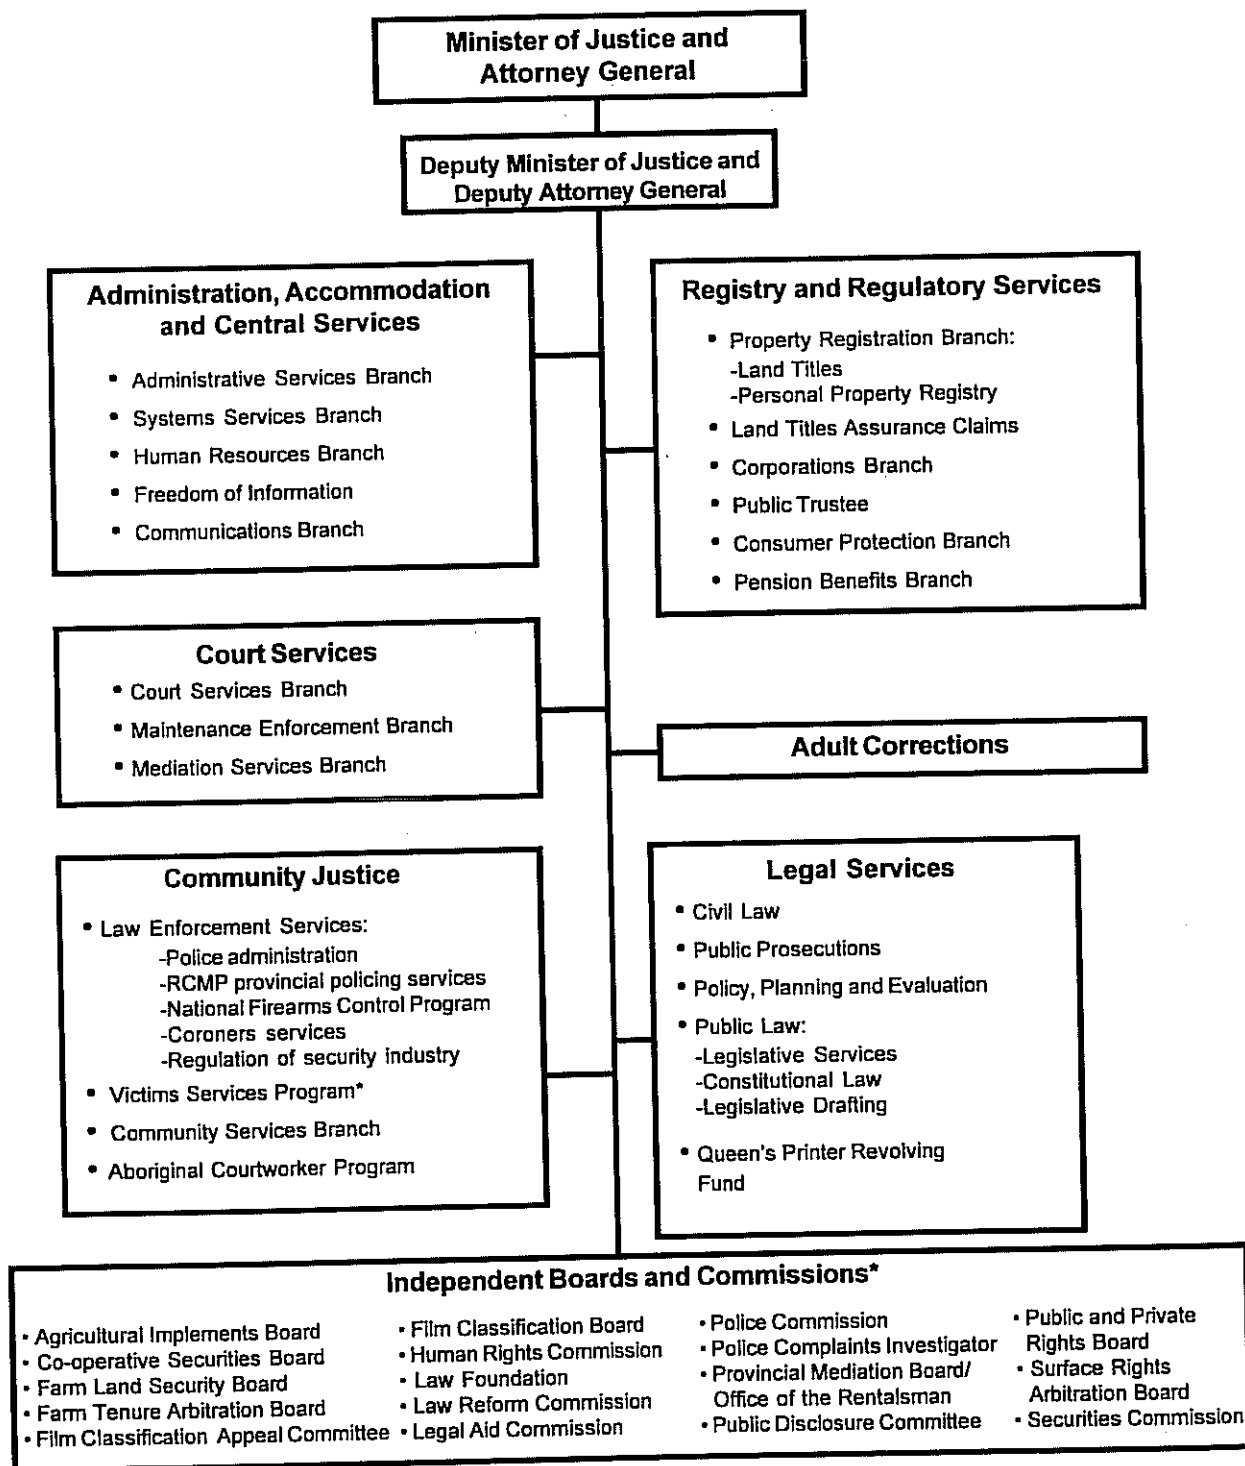 Minister of Justice and
Attorney General
Deputy Minister of Justice and
Deputy Attorney General
Administration, Accommodation
and Central Services
• Administrative Services Branch
• Systems Services Branch
• Human Resources Branch
• Freedom of Information
• Communications Branch
Registry and Regulatory Services
• Property Registration Branch:
-Land Titles
-Personal Property Registry
• Land Titles Assurance Claims
• Corporations Branch
• Public Trustee
• Consumer Protection Branch
• Pension Benefits Branch
Court Services
• Court Services Branch
• Maintenance Enforcement Branch
• Mediation Services Branch
Adult Corrections
Community Justice
• Law Enforcement Services:
-Police administration
-RCMP provincial policing services
-National Firearms Control Program
-Coroners services
-Regulation of security industry
• Victims Services Program*
• Community Services Branch
• Aboriginal Courtworker Program
Legal Services
• Civil Law
• Public Prosecutions
• Policy, Planning and Evaluation
• Public Law:
-Legislative Services
-Constitutional Law
-Legislative Drafting
• Queen's Printer Revolving
Fund
Independent Boards and Commissions*
• Agricultural Implements Board
• Co-operative Securities Board
• Farm Land Security Board
• Farm Tenure Arbitration Board
• Film Classification Appeal Committee
• Film Classification Board
• Human Rights Commission
• Law Foundation
• Law Reform Commission
• Legal Aid Commission
• Police Commission
• Police Complaints Investigator
• Provincial Mediation Board/
Office of the Rentalsman
• Public Disclosure Committee
• Public and Private
Rights Board
• Surface Rights
Arbitration Board
• Securities Commission